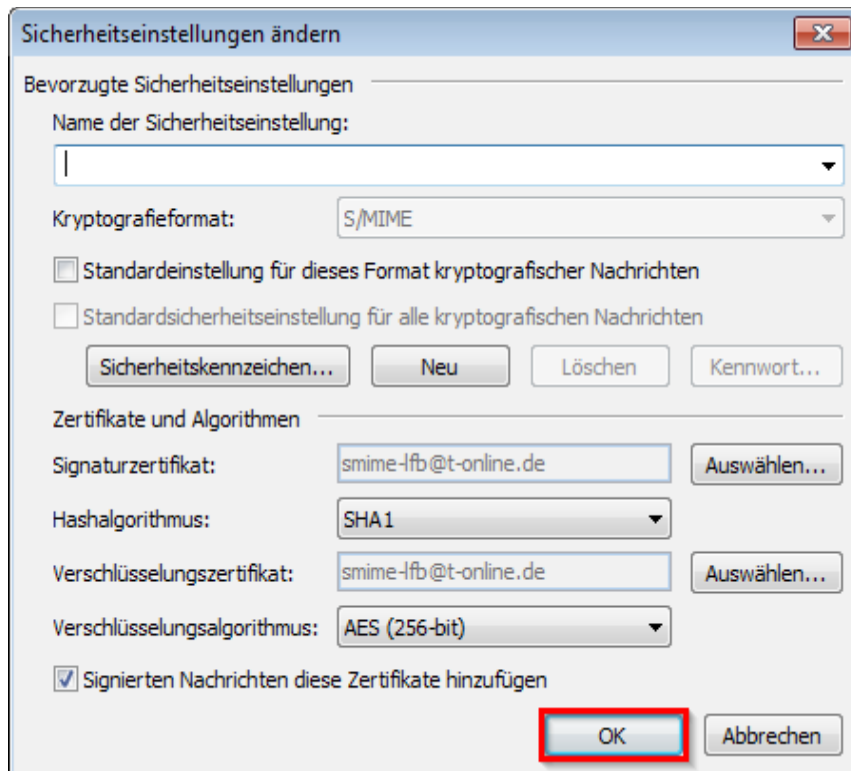 Sicherheitseinstellungen ändern
Bevorzugte Sicherheitseinstellungen
Name der Sicherheitseinstellung:
Kryptografieformat: S/MIME
Standardeinstellung für dieses Format kryptografischer Nachrichten
Standardsicherheitseinstellung für alle kryptografischen Nachrichten
Sicherheitskennzeichen... Neu Löschen Kennwort...
Zertifikate und Algorithmen
Signaturzertifikat: smime-lfb@t-online.de Auswählen...
Hashalgorithmus: SHA1
Verschlüsselungszertifikat: smime-lfb@t-online.de Auswählen...
Verschlüsselungsalgorithmus: AES (256-bit)
Signierten Nachrichten diese Zertifikate hinzufügen
OK Abbrechen